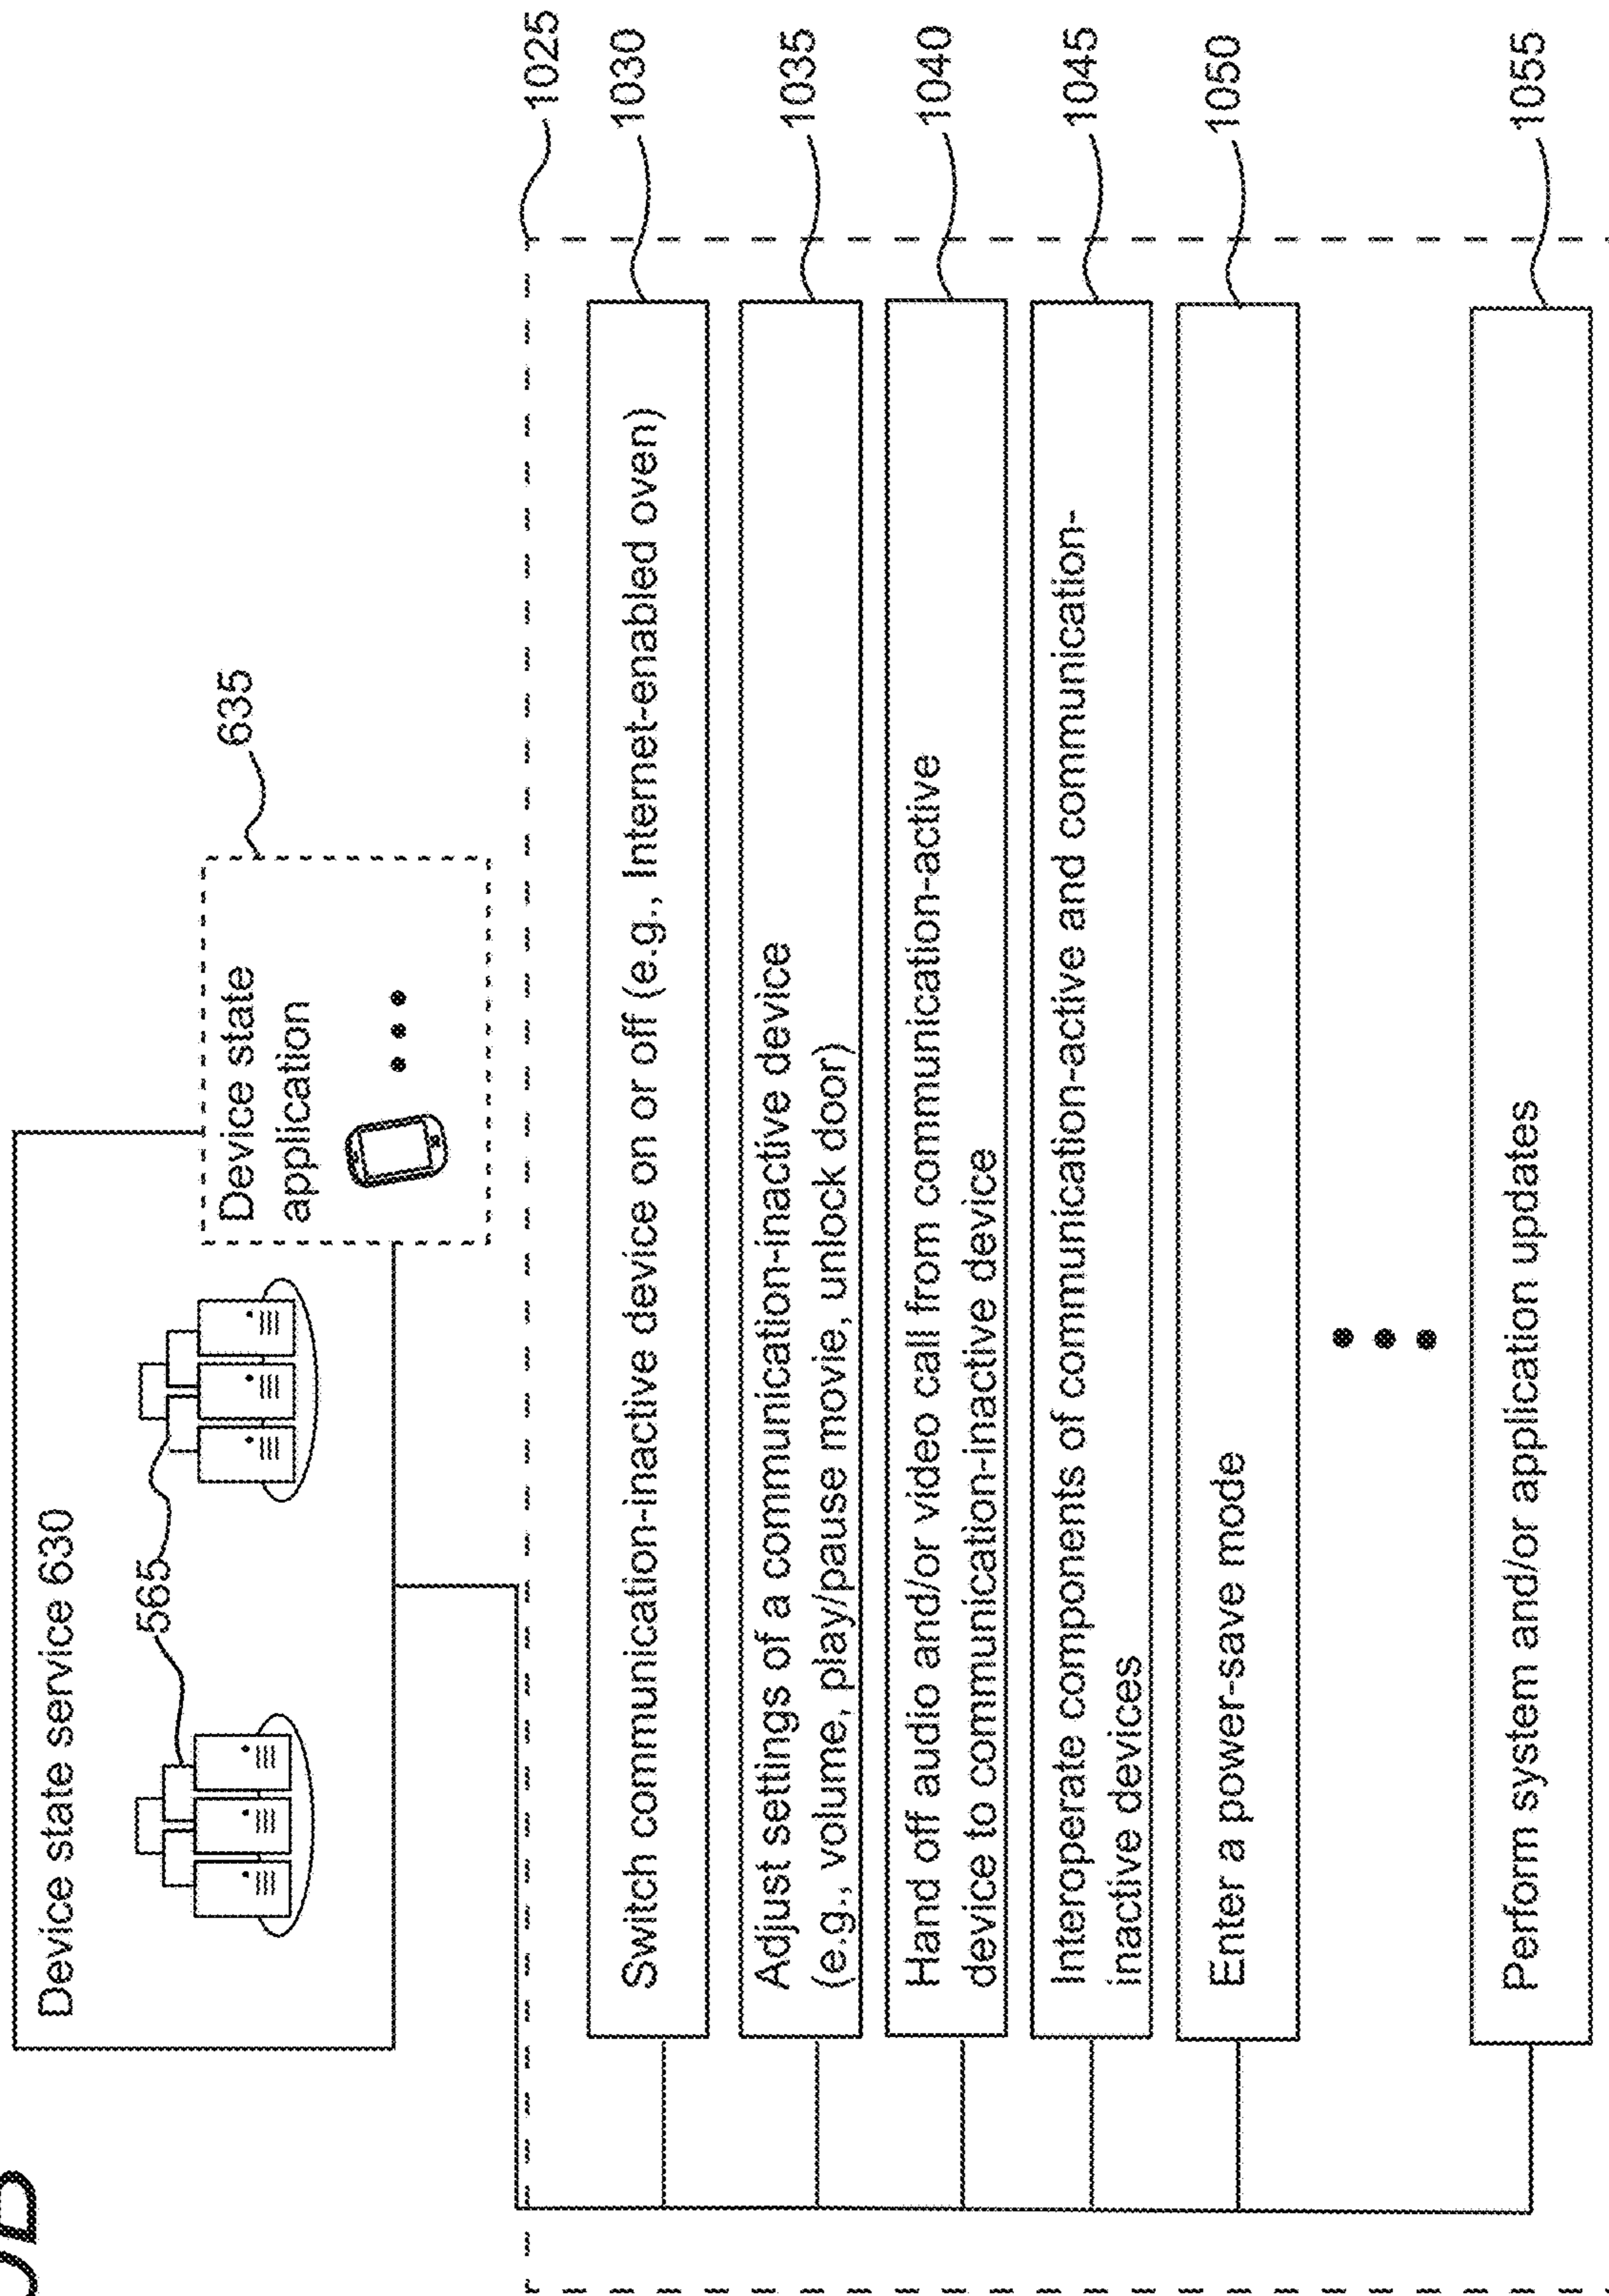 Device state service 630
565
Device state
application
635
1025
Switch communication-inactive device on or off (e.g., Internet-enabled oven)
1030
Adjust settings of a communication-inactive device
(e.g., volume, play/pause movie, unlock door)
1035
Hand off audio and/or video call from communication-active
device to communication-inactive device
1040
Interoperate components of communication-active and communication-
inactive devices
1045
Enter a power-save mode
1050
Perform system and/or application updates
1055